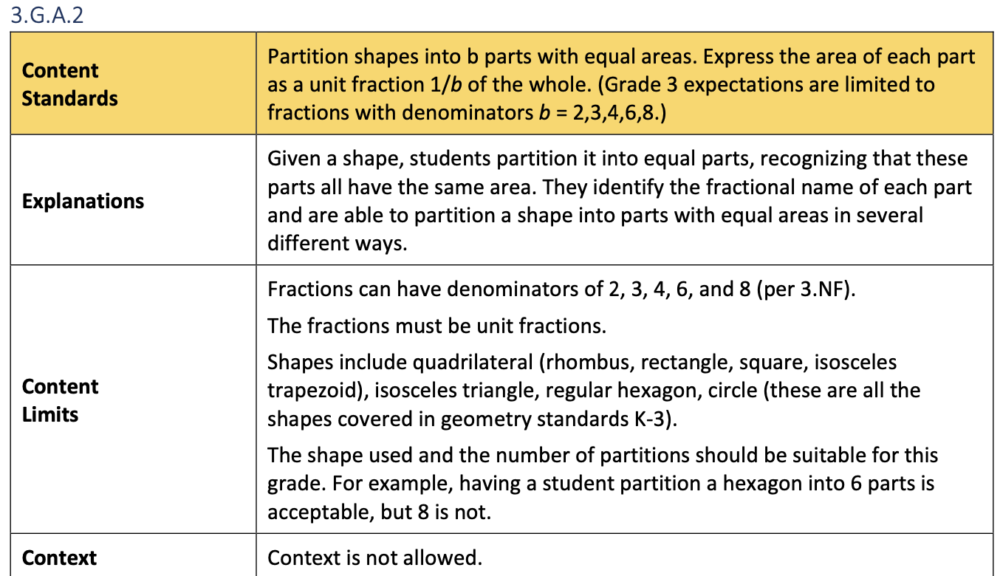 3.G.A.2
Content
Standards
Partition shapes into b parts with equal areas. Express the area of each part
as a unit fraction 1/b of the whole. (Grade 3 expectations are limited to
fractions with denominators b = 2,3,4,6,8.)
Explanations
Given a shape, students partition it into equal parts, recognizing that these
parts all have the same area. They identify the fractional name of each part
and are able to partition a shape into parts with equal areas in several
different ways.
Content
Limits
Fractions can have denominators of 2, 3, 4, 6, and 8 (per 3.NF).
The fractions must be unit fractions.
Shapes include quadrilateral (rhombus, rectangle, square, isosceles
trapezoid), isosceles triangle, regular hexagon, circle (these are all the
shapes covered in geometry standards K-3).
The shape used and the number of partitions should be suitable for this
grade. For example, having a student partition a hexagon into 6 parts is
acceptable, but 8 is not.
Context
Context is not allowed.